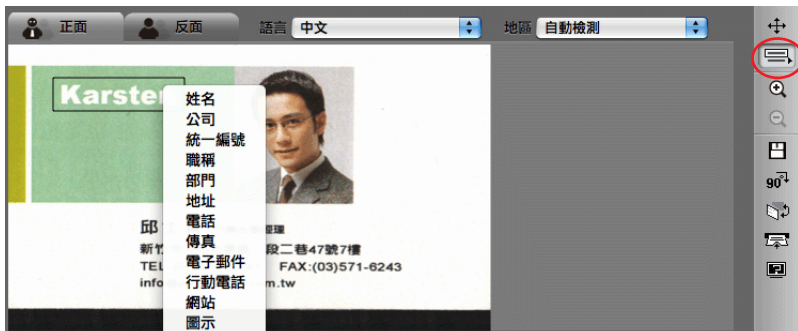 正面 反面 語言 中文 地區 自動檢測
Karste
姓名
公司
統一編號
職稱
部門
地址
電話
傳真
電子郵件
行動電話
網站
圖示
邱 經理
新竹 段二巷47號7樓
TEL FAX:(03)571-6243
info m.tw
90°